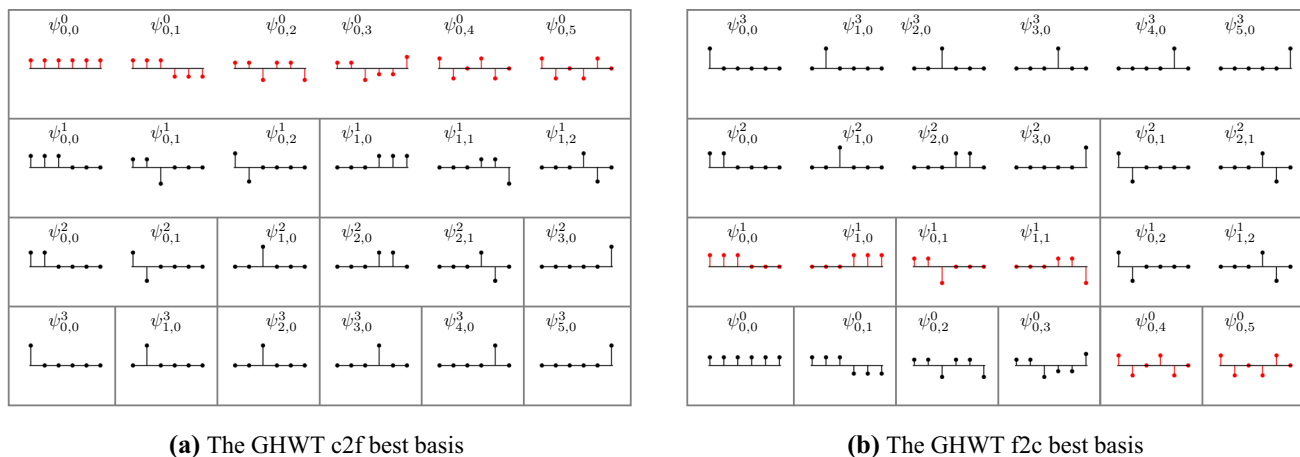 ψ^0_{0,0} ψ^0_{0,1} ψ^0_{0,2} ψ^0_{0,3} ψ^0_{0,4} ψ^0_{0,5}
ψ^1_{0,0} ψ^1_{0,1} ψ^1_{0,2} ψ^1_{1,0} ψ^1_{1,1} ψ^1_{1,2}
ψ^2_{0,0} ψ^2_{0,1} ψ^2_{1,0} ψ^2_{2,0} ψ^2_{2,1} ψ^2_{3,0}
ψ^3_{0,0} ψ^3_{1,0} ψ^3_{2,0} ψ^3_{3,0} ψ^3_{4,0} ψ^3_{5,0}
(a) The GHWT c2f best basis
ψ^3_{0,0} ψ^3_{1,0} ψ^3_{2,0} ψ^3_{3,0} ψ^3_{4,0} ψ^3_{5,0}
ψ^2_{0,0} ψ^2_{1,0} ψ^2_{2,0} ψ^2_{3,0} ψ^2_{0,1} ψ^2_{2,1}
ψ^1_{0,0} ψ^1_{1,0} ψ^1_{0,1} ψ^1_{1,1} ψ^1_{0,2} ψ^1_{1,2}
ψ^0_{0,0} ψ^0_{0,1} ψ^0_{0,2} ψ^0_{0,3} ψ^0_{0,4} ψ^0_{0,5}
(b) The GHWT f2c best basis